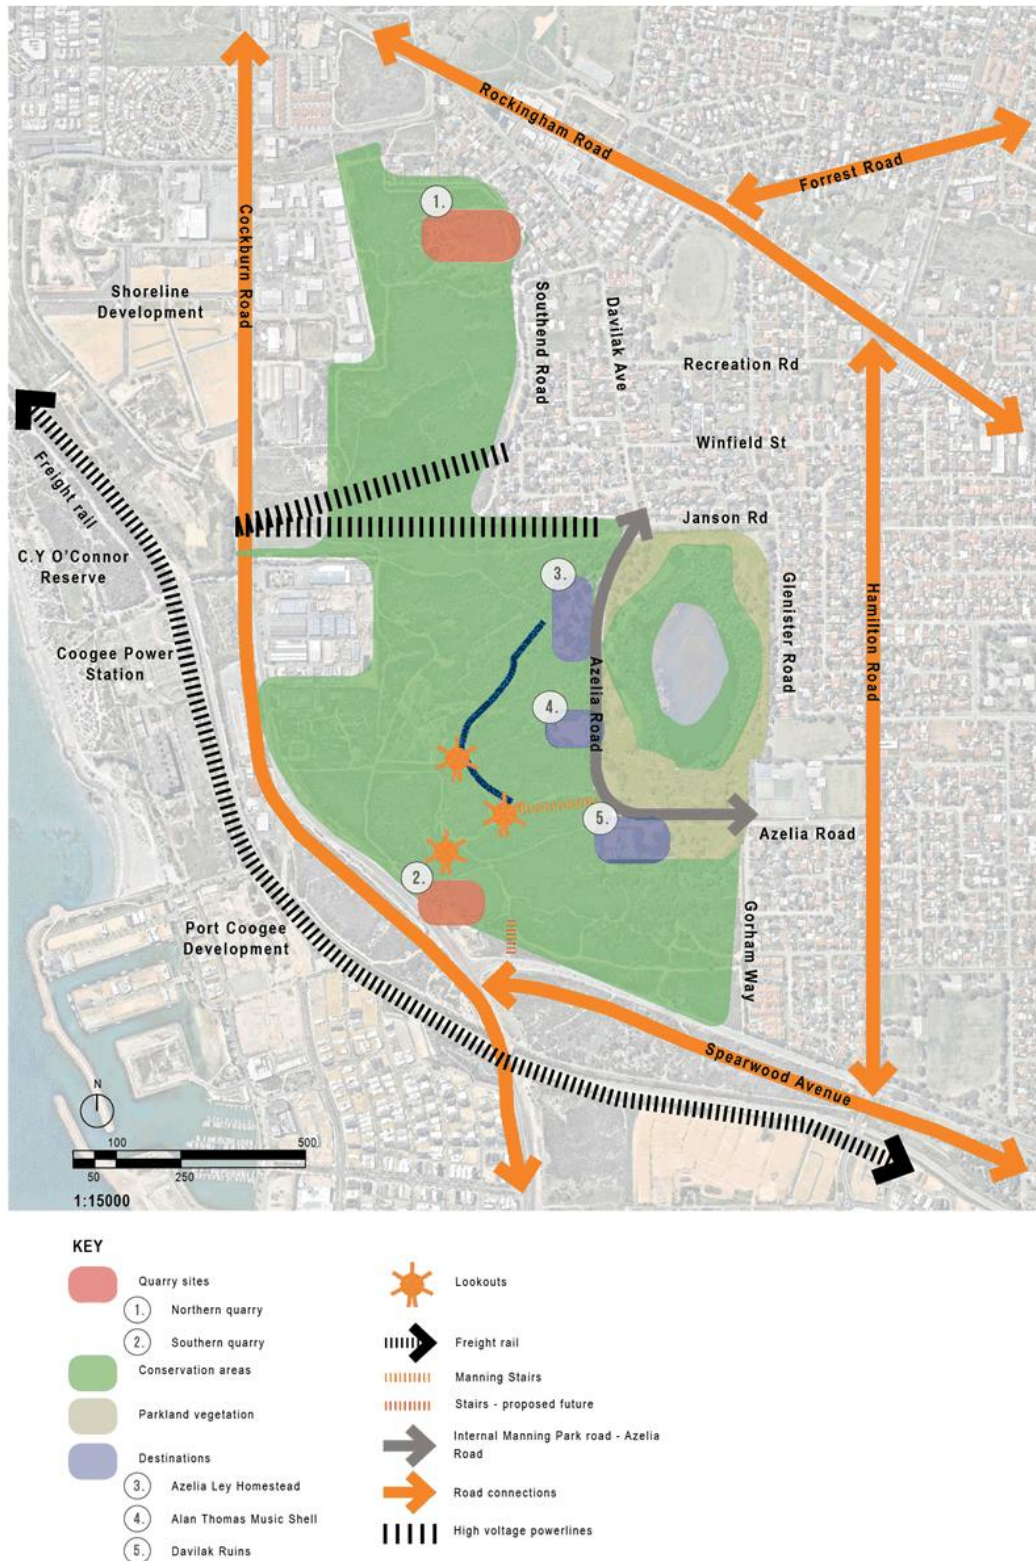 Rockingham Road
Forrest Road
1.
Cockburn Road
Shoreline
Development
Southend Road
Davilak Ave
Recreation Rd
Winfield St
Freight rail
Janson Rd
C.Y O'Connor
Reserve
3.
Glenister Road
Hamilton Road
Coogee Power
Station
Azelia Road
4.
5.
Azelia Road
2.
Port Coogee
Development
Gorham Way
Spearwood Avenue
N
100
500
50
250
1:15000
KEY
Quarry sites
1. Northern quarry
2. Southern quarry
Conservation areas
Parkland vegetation
Destinations
3. Azelia Ley Homestead
4. Alan Thomas Music Shell
5. Davilak Ruins
Lookouts
Freight rail
Manning Stairs
Stairs - proposed future
Internal Manning Park road - Azelia
Road
Road connections
High voltage powerlines